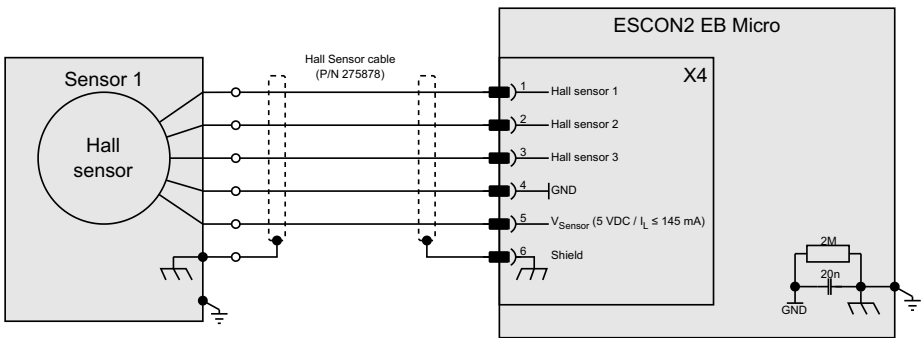 ESCON2 EB Micro
Hall Sensor cable
(P/N 275878)
Sensor 1
X4
Hall
sensor
1 Hall sensor 1
2 Hall sensor 2
3 Hall sensor 3
4 GND
5 V_Sensor (5 VDC / I_L ≤ 145 mA)
6 Shield
2M
20n
GND